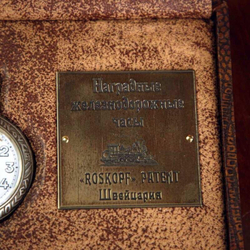 Наградные
железнодорожные
часы
«ROSKOPF» PATENT
Швейцария